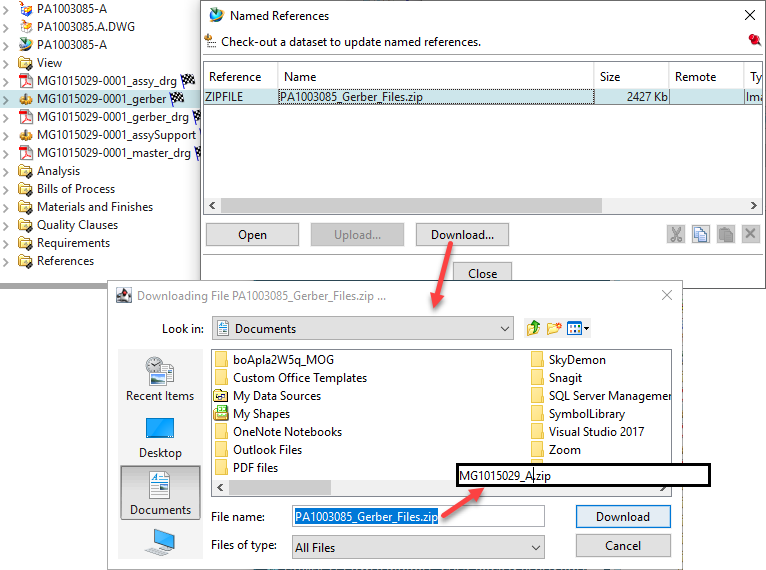 PA1003085-A
PA1003085.A.DWG
PA1003085-A
View
MG1015029-0001_assy_drg
MG1015029-0001_gerber
MG1015029-0001_gerber_drg
MG1015029-0001_assySupport
MG1015029-0001_master_drg
Analysis
Bills of Process
Materials and Finishes
Quality Clauses
Requirements
References
Named References
Check-out a dataset to update named references.
Reference Name Size Remote Ty
ZIPFILE PA1003085_Gerber_Files.zip 2427 Kb Ima
Open Upload... Download...
Close
Downloading File PA1003085_Gerber_Files.zip ...
Look in: Documents
Recent Items
Desktop
Documents
boApla2W5q_MOG
Custom Office Templates
My Data Sources
My Shapes
OneNote Notebooks
Outlook Files
PDF files
SkyDemon
Snagit
SQL Server Managemen
SymbolLibrary
Visual Studio 2017
Zoom
MG1015029_A.zip
File name: PA1003085_Gerber_Files.zip Download
Files of type: All Files Cancel